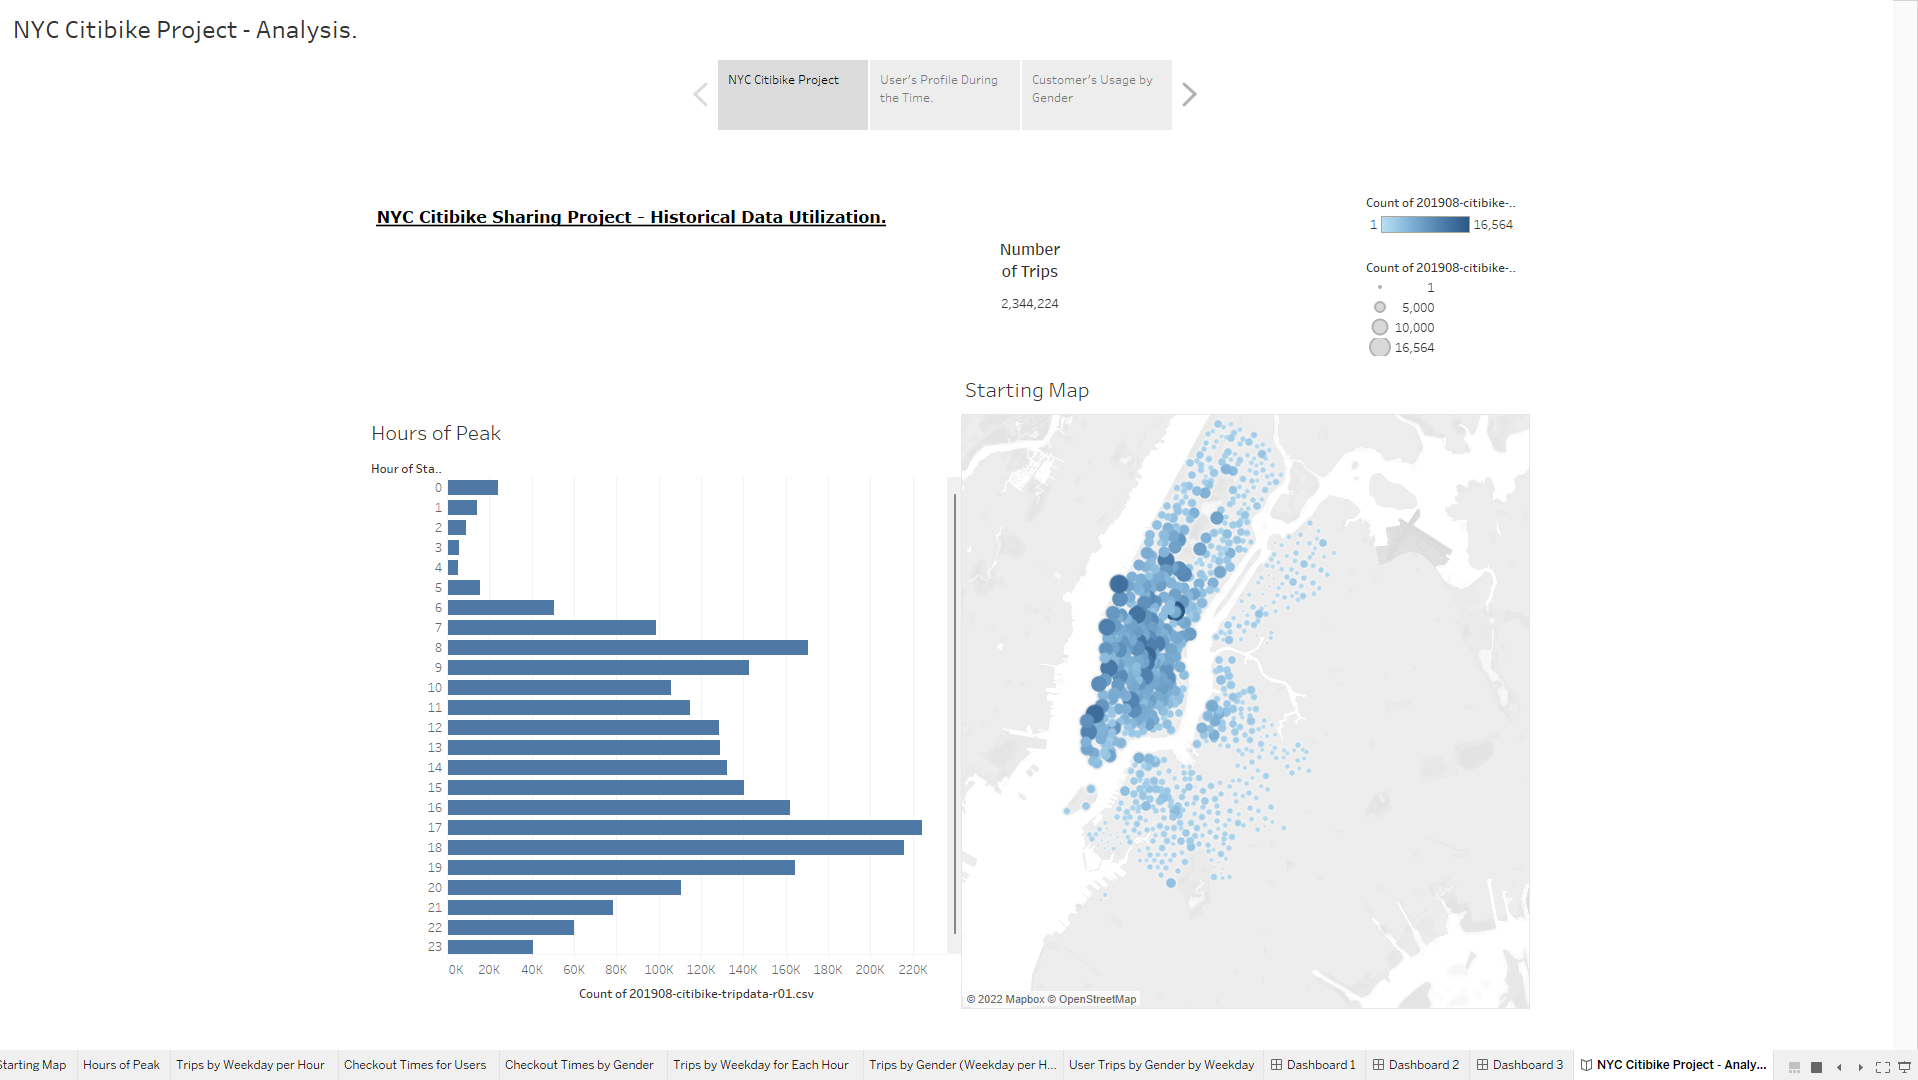 NYC Citibike Project - Analysis.
NYC Citibike Project
User's Profile During
the Time.
Customer's Usage by
Gender
NYC Citibike Sharing Project - Historical Data Utilization.
Number
of Trips
2,344,224
Count of 201908-citibike-..
1 16,564
Count of 201908-citibike-..
1
5,000
10,000
16,564
Starting Map
Hours of Peak
Hour of Sta..
0
1
2
3
4
5
6
7
8
9
10
11
12
13
14
15
16
17
18
19
20
21
22
23
0K 20K 40K 60K 80K 100K 120K 140K 160K 180K 200K 220K
Count of 201908-citibike-tripdata-r01.csv
© 2022 Mapbox © OpenStreetMap
Starting Map Hours of Peak Trips by Weekday per Hour Checkout Times for Users Checkout Times by Gender Trips by Weekday for Each Hour Trips by Gender (Weekday per H... User Trips by Gender by Weekday Dashboard 1 Dashboard 2 Dashboard 3 NYC Citibike Project - Analy...